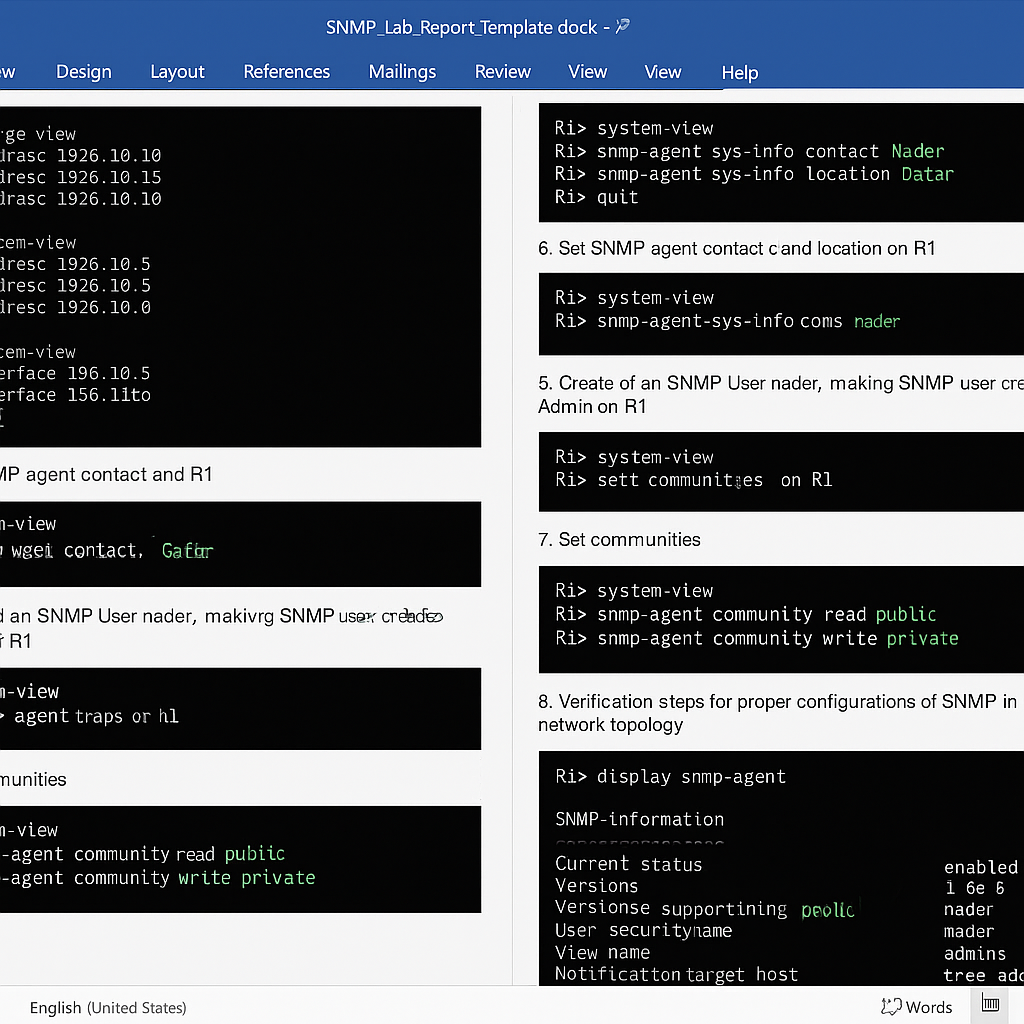 SNMP_Lab_Report_Template dock -
ew Design Layout References Mailings Review View View Help
rge view
drasc 1926.10.10
dresc 1926.10.15
drasc 1926.10.10
cem-view
dresc 1926.10.5
dresc 1926.10.5
dresc 1926.10.0
cem-view
erface 196.10.5
erface 156.11to
MP agent contact and R1
m-view
wgei contact,
d an SNMP User nader, makivrg SNMP user,
r R1
m-view
> agent traps or hl
munities
m-view
-agent community read pubiic
-agent community write private
Ri> system-view
Ri> snmp-agent sys-info contact Nader
Ri> snmp-agent sys-info location Datar
Ri> quit
6. Set SNMP agent contact c and location on R1
Ri> system-view
Ri> snmp-agent-sys-info coms nader
5. Create of an SNMP User nader, making SNMP user cre
Admin on R1
Ri> system-view
Ri> sett on Rl
7. Set communities
Ri> system-view
Ri> snmp-agent community read public
Ri> snmp-agent community write private
8. Verification steps for proper configurations of SNMP in
network topology
Ri> display snmp-agent
SNMP-information
Current status enabled
Versions 1 6e 6
Versionse supportining nader
User securityname mader
View name admins
Notificatton target host tree add
English (United States) Words